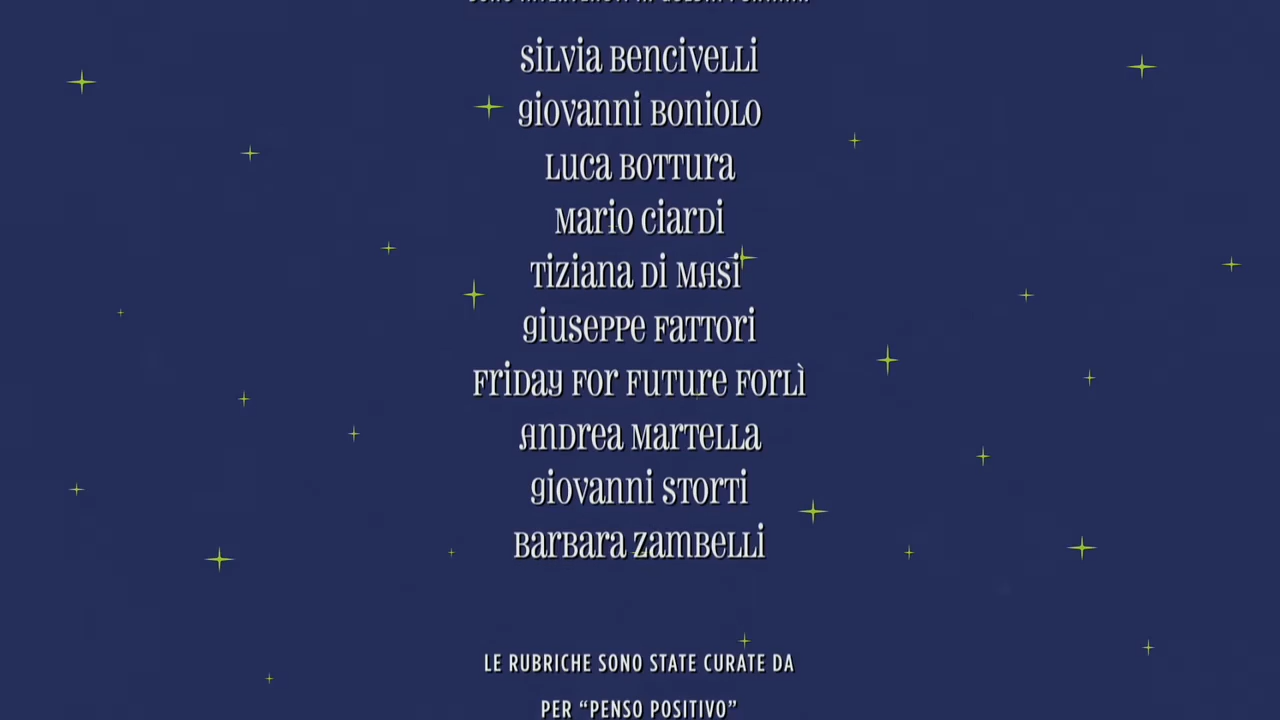 Silvia Bencivelli
Giovanni Boniolo
Luca Bottura
Mario Ciardi
Tiziana Di Masi
Giuseppe Fattori
Friday For Future Forlì
Andrea Martella
Giovanni Storti
Barbara Zambelli
LE RUBRICHE SONO STATE CURATE DA
PER “PENSO POSITIVO”